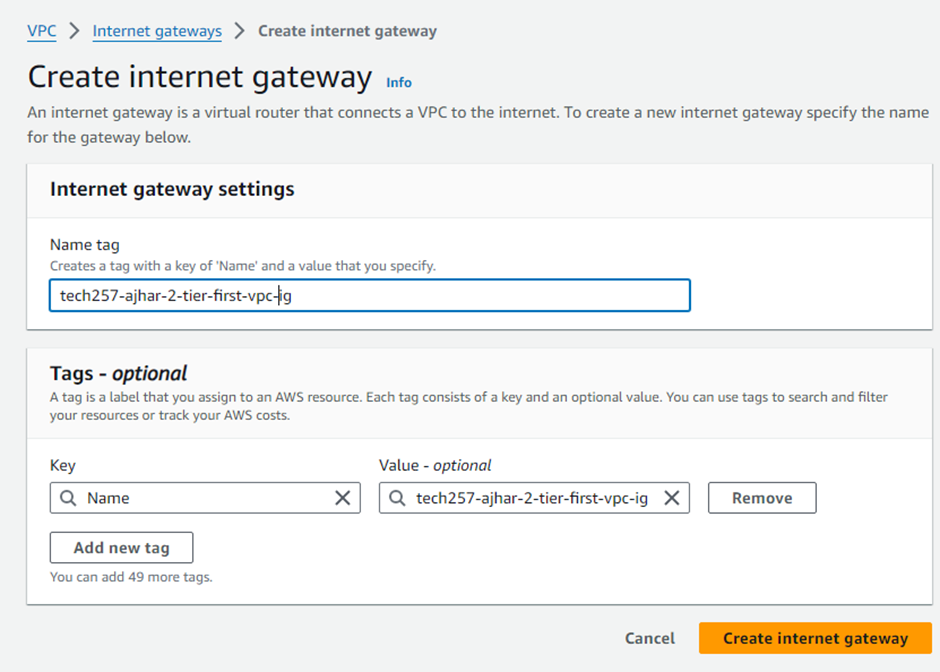 VPC > Internet gateways > Create internet gateway
Create internet gateway Info
An internet gateway is a virtual router that connects a VPC to the internet. To create a new internet gateway specify the name
for the gateway below.
Internet gateway settings
Name tag
Creates a tag with a key of 'Name' and a value that you specify.
tech257-ajhar-2-tier-first-vpc-ig
Tags - optional
A tag is a label that you assign to an AWS resource. Each tag consists of a key and an optional value. You can use tags to search and filter
your resources or track your AWS costs.
Key Value - optional
Name tech257-ajhar-2-tier-first-vpc-ig Remove
Add new tag
You can add 49 more tags.
Cancel Create internet gateway